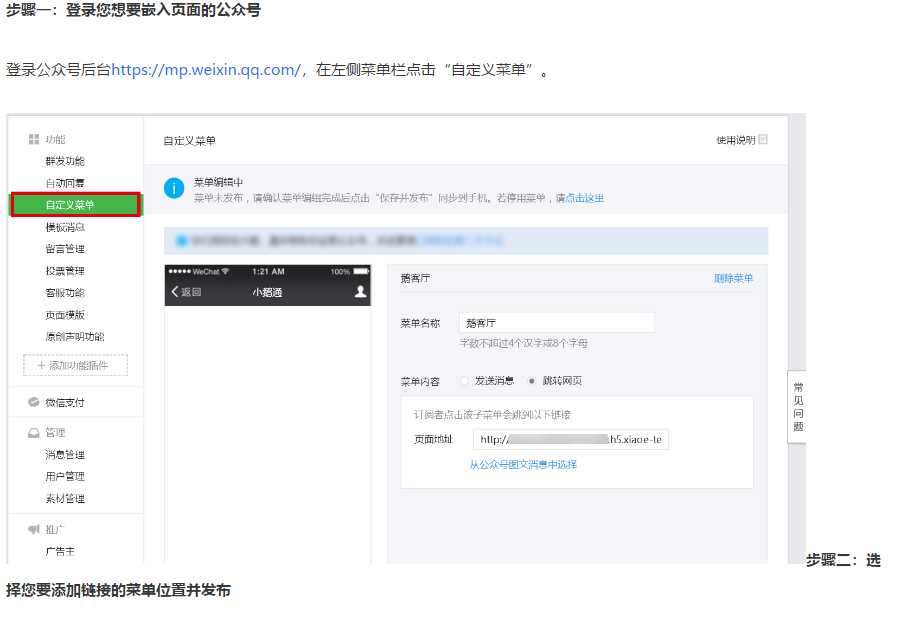 步骤一：登录您想要嵌入页面的公众号
登录公众号后台https://mp.weixin.qq.com/，在左侧菜单栏点击“自定义菜单”。
功能
群发功能
自动回复
自定义菜单
模板消息
留言管理
投票管理
客服功能
页面模版
原创声明功能
＋ 添加功能插件
微信支付
管理
消息管理
用户管理
素材管理
推广
广告主
自定义菜单
使用说明
菜单编辑中
菜单未发布，请确认菜单编辑完成后点击“保存并发布”同步到手机。若停用菜单，请点击这里
WeChat 1:21 AM 100%
返回 小鹅通
鹅客厅 删除菜单
菜单名称 鹅客厅
字数不超过4个汉字或8个字母
菜单内容 发送消息 跳转网页
订阅者点击该子菜单会跳到以下链接
页面地址 http:/ .h5.xiaoe-te
从公众号图文消息中选择
常见问题
步骤二：选
择您要添加链接的菜单位置并发布